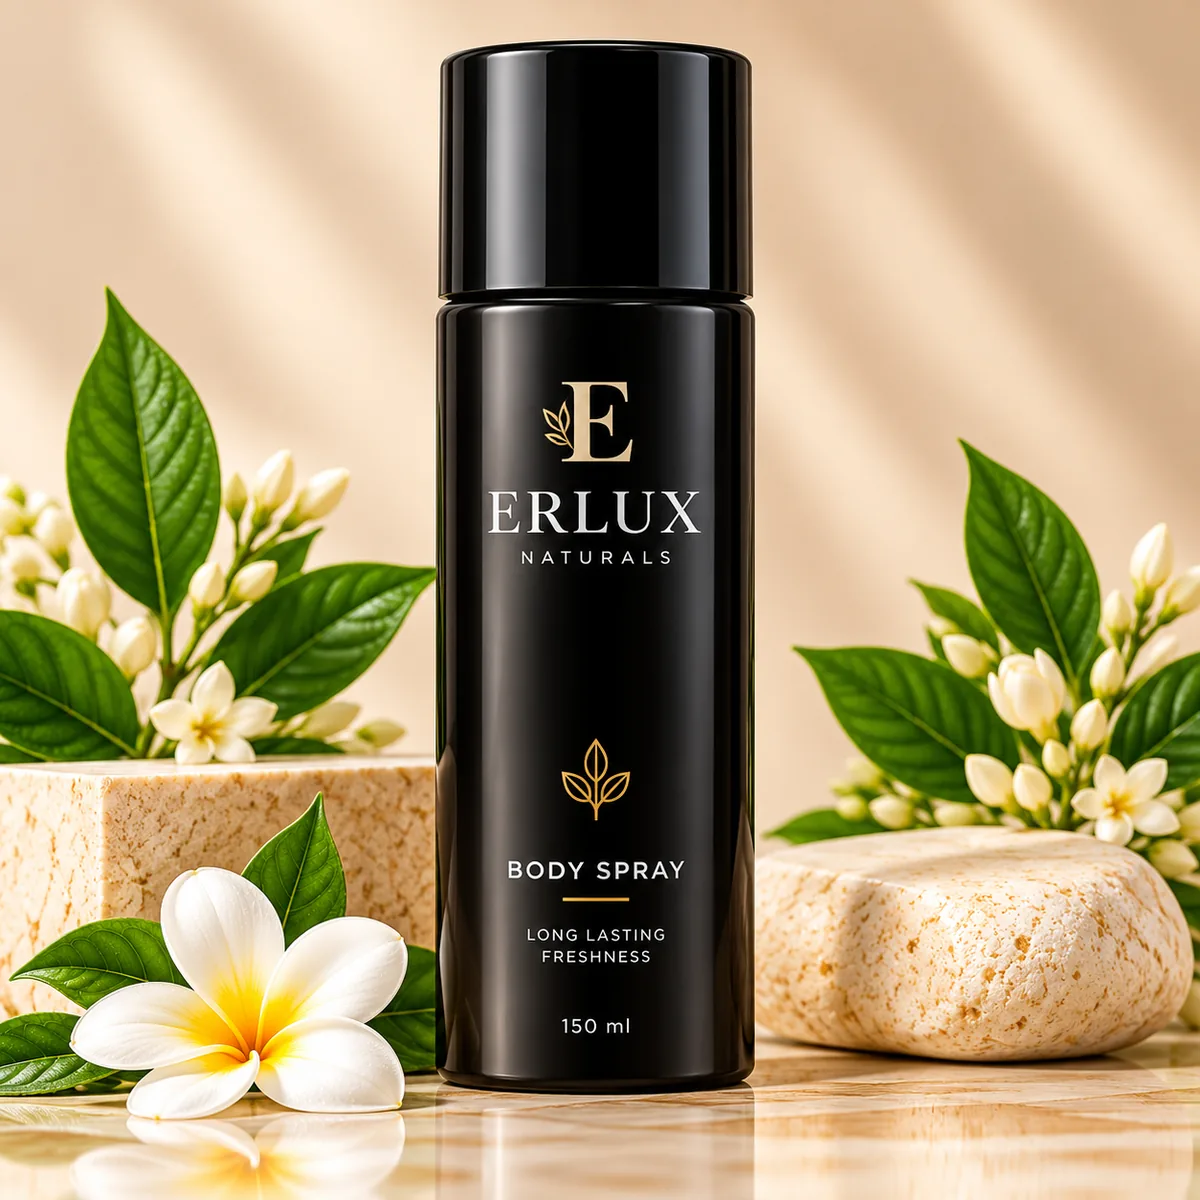 E
ERLUX
NATURALS
BODY SPRAY
LONG LASTING
FRESHNESS
150 ml